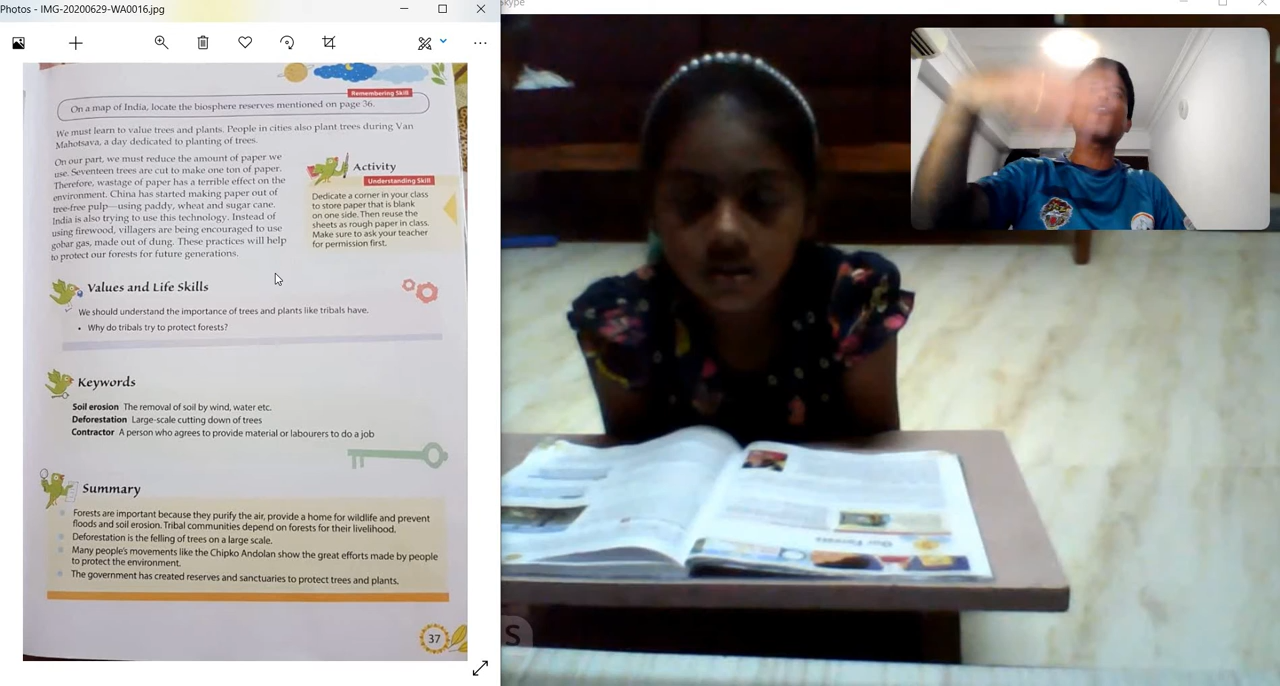 Photos - IMG-20200629-WA0016.jpg
Skype
Remembering Skill
On a map of India, locate the biosphere reserves mentioned on page 36.
We must learn to value trees and plants. People in cities also plant trees during Van
Mahotsava, a day dedicated to planting of trees.
On our part, we must reduce the amount of paper we
use. Seventeen trees are cut to make one ton of paper.
Therefore, wastage of paper has a terrible effect on the
environment. China has started making paper out of
tree-free pulp—using paddy, wheat and sugar cane.
India is also trying to use this technology. Instead of
using firewood, villagers are being encouraged to use
gobar gas, made out of dung. These practices will help
to protect our forests for future generations.
Activity
Understanding Skill
Dedicate a corner in your class
to store paper that is blank
on one side. Then reuse the
sheets as rough paper in class.
Make sure to ask your teacher
for permission first.
Values and Life Skills
We should understand the importance of trees and plants like tribals have.
• Why do tribals try to protect forests?
Keywords
Soil erosion The removal of soil by wind, water etc.
Deforestation Large-scale cutting down of trees
Contractor A person who agrees to provide material or labourers to do a job
Summary
Forests are important because they purify the air, provide a home for wildlife and prevent
floods and soil erosion. Tribal communities depend on forests for their livelihood.
Deforestation is the felling of trees on a large scale.
Many people's movements like the Chipko Andolan show the great efforts made by people
to protect the environment.
The government has created reserves and sanctuaries to protect trees and plants.
37
Our Forests
S